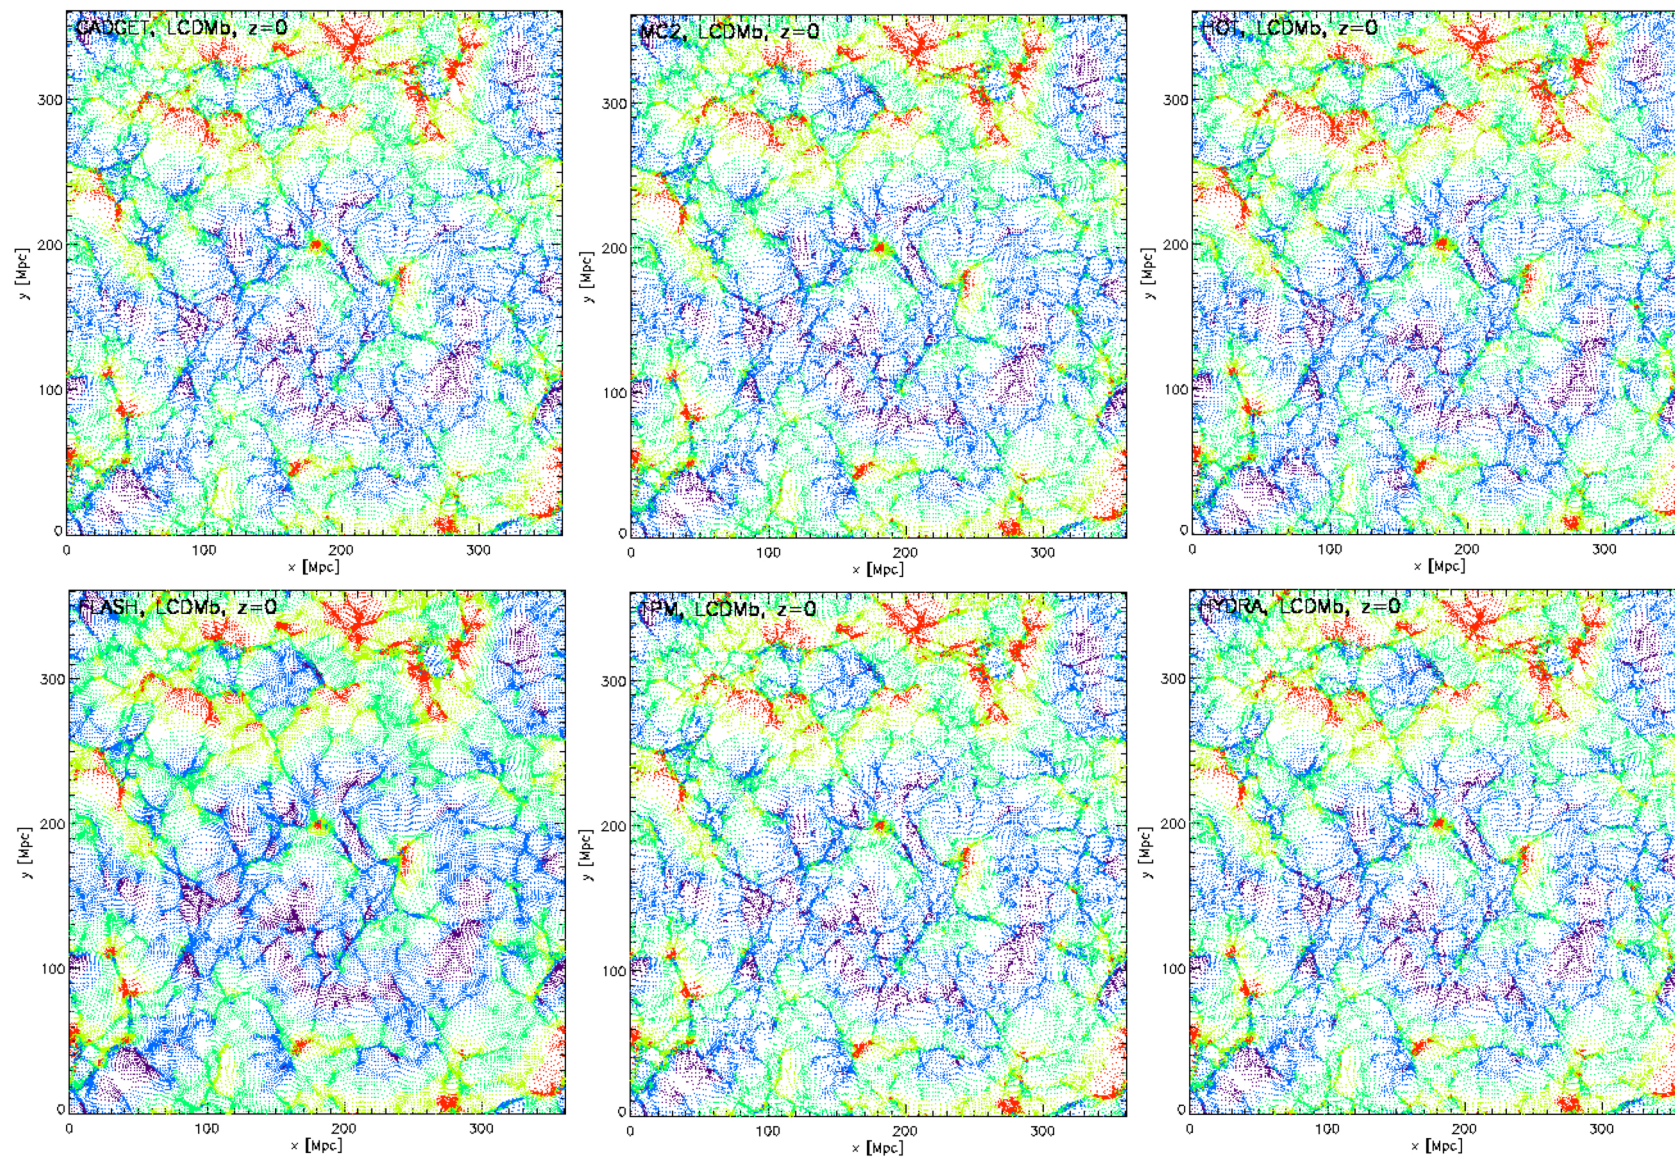 GADGET, LCDMb, z=0
MC2, LCDMb, z=0
HOT, LCDMb, z=0
y [Mpc]
300
200
100
0
0 100 200 300
x [Mpc]
y [Mpc]
300
200
100
0
0 100 200 300
x [Mpc]
y [Mpc]
300
200
100
0
0 100 200 300
x [Mpc]
FLASH, LCDMb, z=0
TPM, LCDMb, z=0
HYDRA, LCDMb, z=0
y [Mpc]
300
200
100
0
0 100 200 300
x [Mpc]
y [Mpc]
300
200
100
0
0 100 200 300
x [Mpc]
y [Mpc]
300
200
100
0
0 100 200 300
x [Mpc]